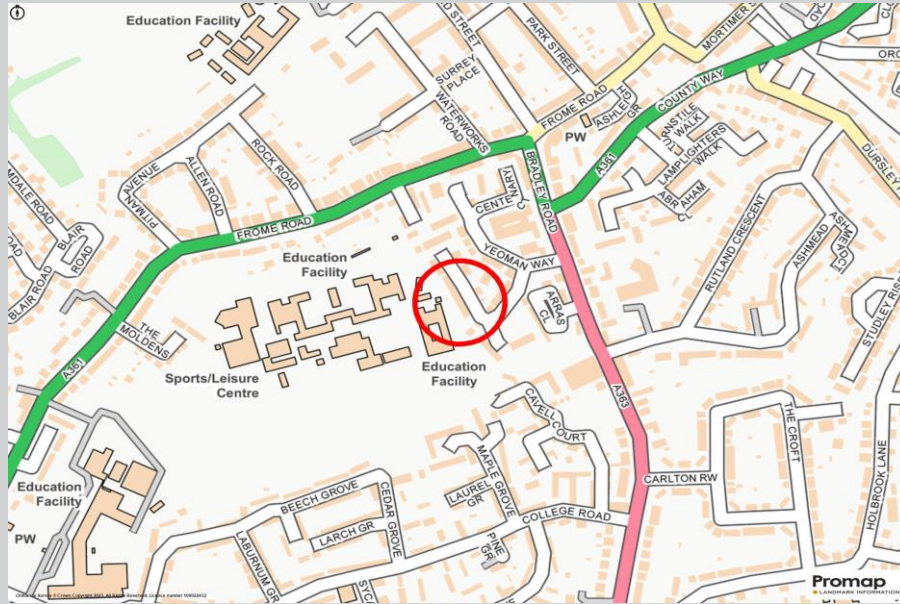 Education Facility
SURREY
PLACE
WATERWORKS
ROAD
PARK STREET
FROME ROAD
ASHLEIGH
GR
PW
MORTIMER
COUNTY WAY
A361
LAMPLIGHTERS
WALK
ABRAHAM
CL
DURSLEY
AVENUE
PITMAN
ALLEN ROAD
ROCK ROAD
FROME ROAD
BRADLEY ROAD
CENTENARY
YEOMAN WAY
ARRAS
CL
RUTLAND CRESCENT
ASHMEAD
BLAIR
ROAD
BLAIR ROAD
STUDLEY RISE
Education
Facility
THE
MOLDENS
A361
Sports/Leisure
Centre
Education
Facility
A363
CAVELL
COURT
MAPLE GROVE
LAUREL
GR
COLLEGE ROAD
PINE
GR
CARLTON RW
THE CROFT
HOLBROOK LANE
Education
Facility
PW
BEECH GROVE
CEDAR GROVE
LARCH GR
LABURNUM GR
Promap
LANDMARK INFORMATION